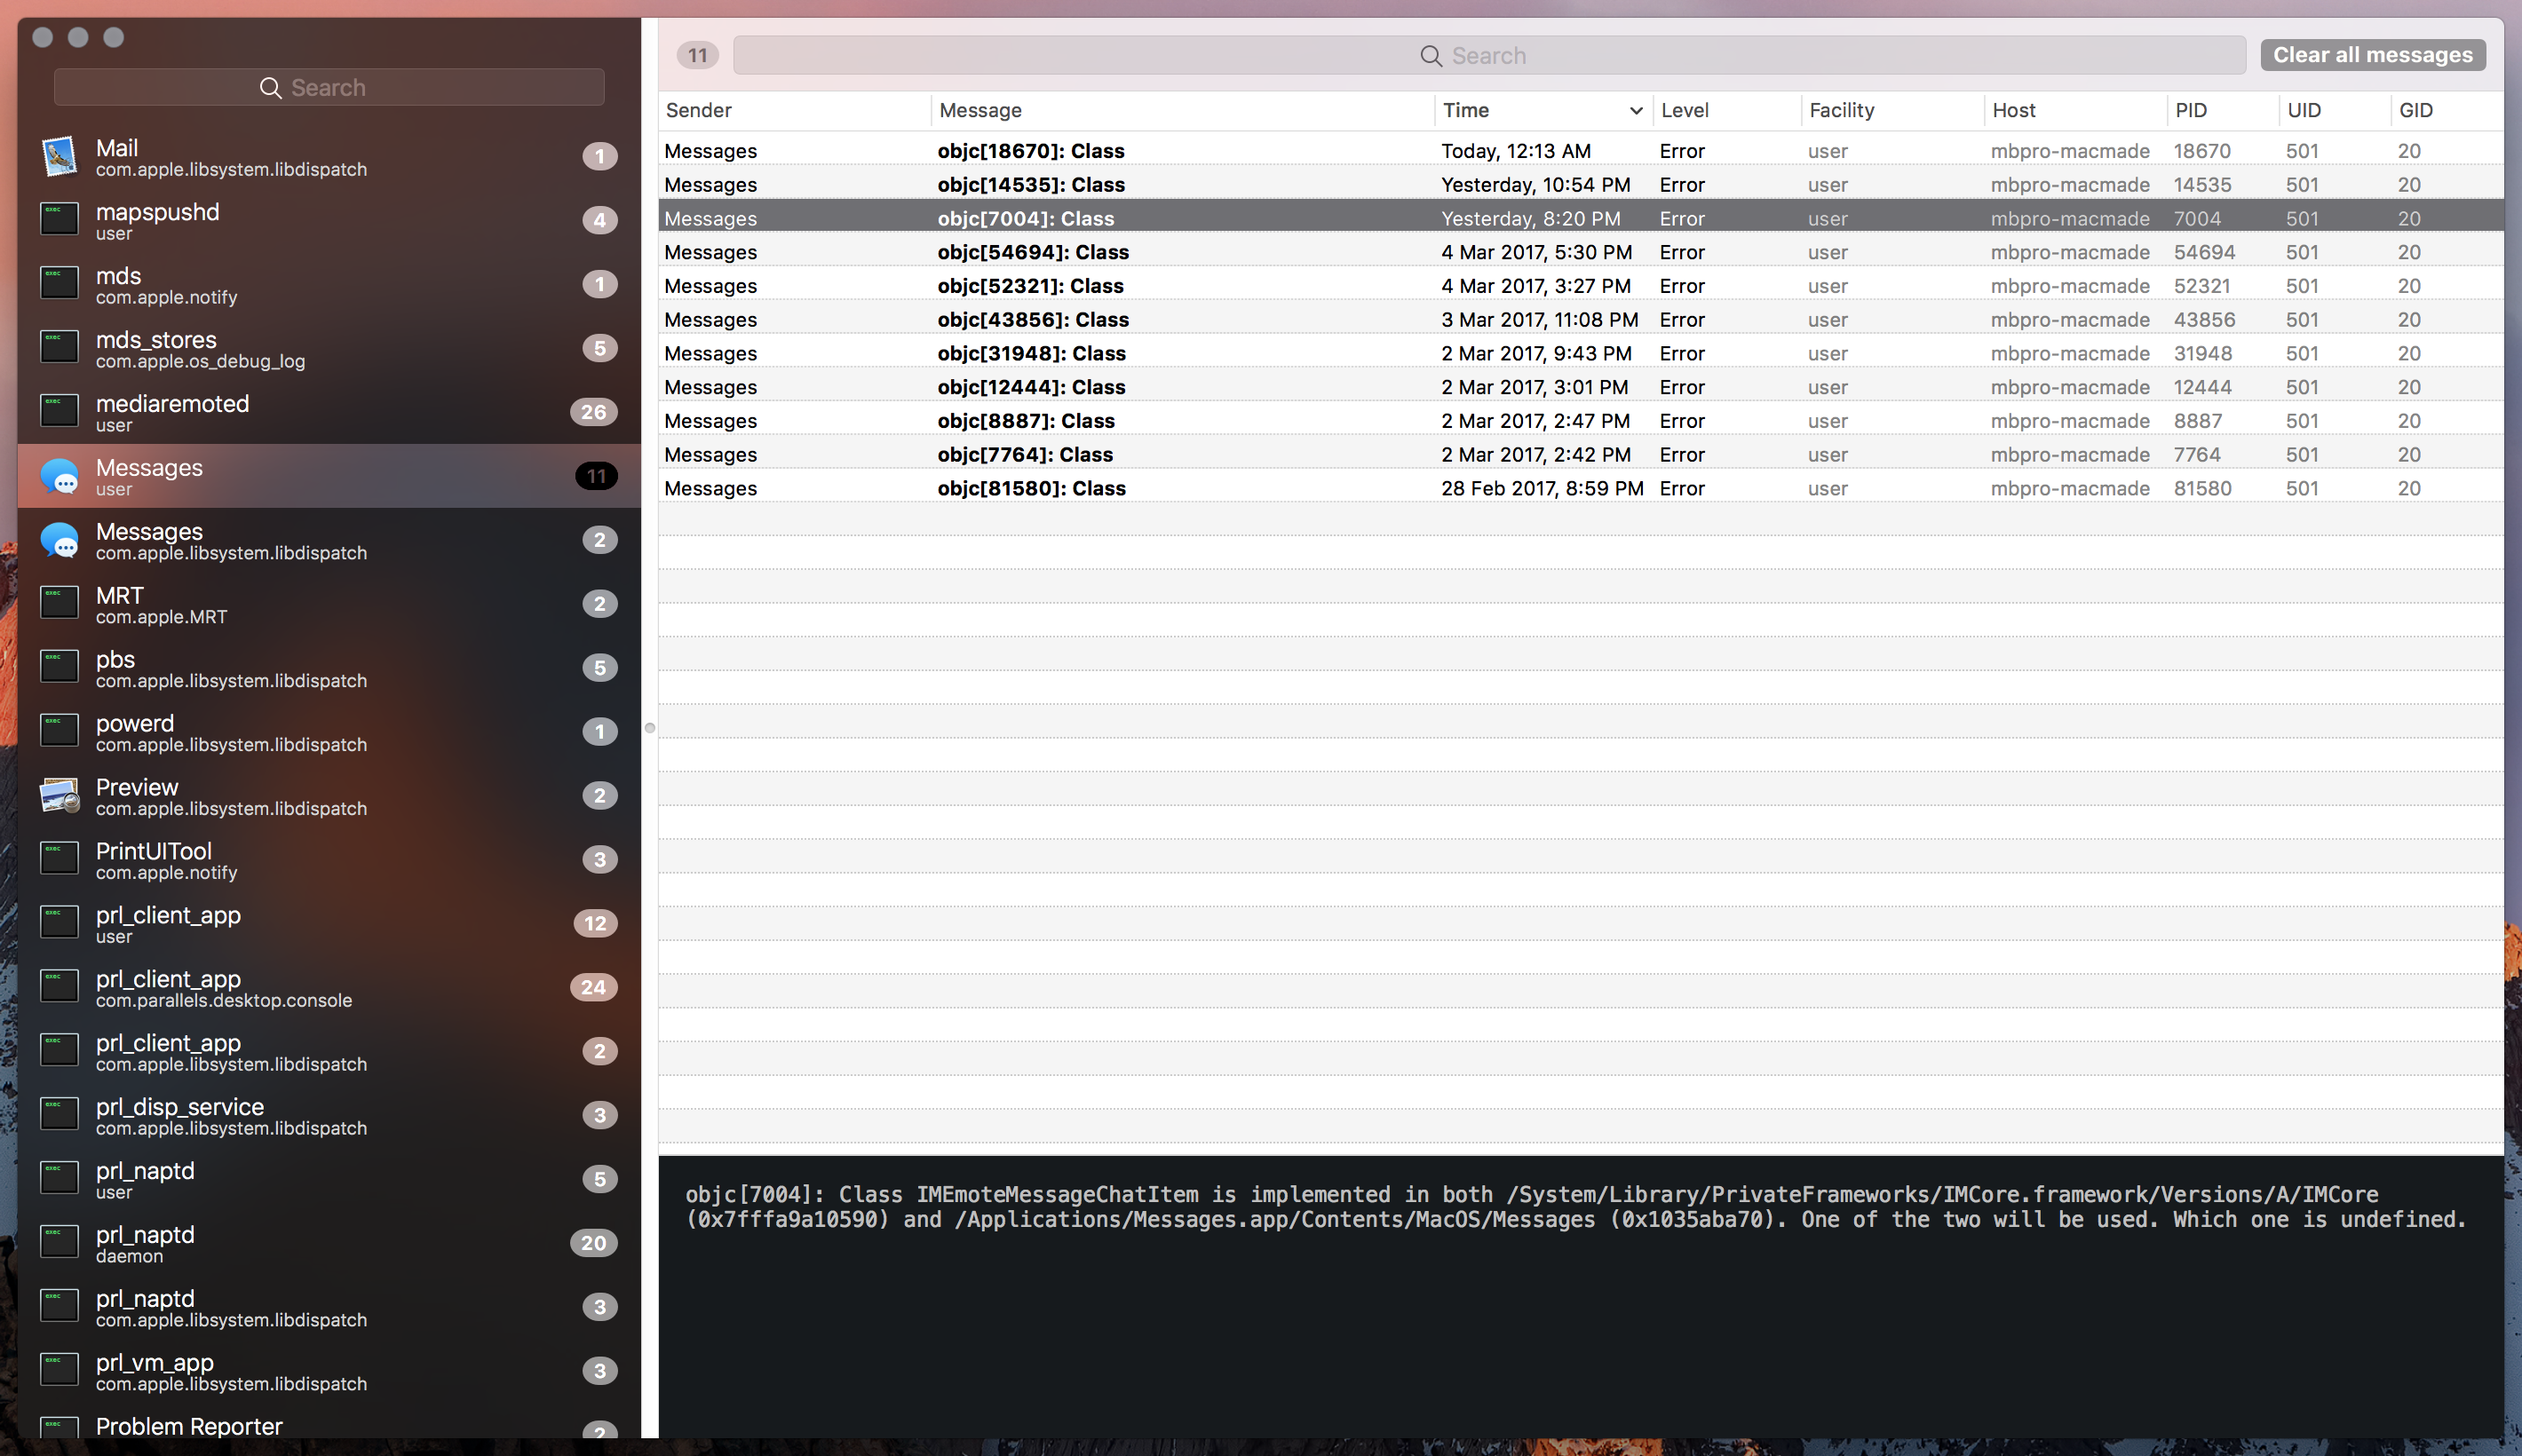 Search
Mail
com.apple.libsystem.libdispatch
1
mapspushd
user
4
mds
com.apple.notify
1
mds_stores
com.apple.os_debug_log
5
mediaremoted
user
26
Messages
user
11
Messages
com.apple.libsystem.libdispatch
2
MRT
com.apple.MRT
2
pbs
com.apple.libsystem.libdispatch
5
powerd
com.apple.libsystem.libdispatch
1
Preview
com.apple.libsystem.libdispatch
2
PrintUITool
com.apple.notify
3
prl_client_app
user
12
prl_client_app
com.parallels.desktop.console
24
prl_client_app
com.apple.libsystem.libdispatch
2
prl_disp_service
com.apple.libsystem.libdispatch
3
prl_naptd
user
5
prl_naptd
daemon
20
prl_naptd
com.apple.libsystem.libdispatch
3
prl_vm_app
com.apple.libsystem.libdispatch
3
Problem Reporter
2
11 Search Clear all messages
Sender Message Time Level Facility Host PID UID GID
Messages objc[18670]: Class Today, 12:13 AM Error user mbpro-macmade 18670 501 20
Messages objc[14535]: Class Yesterday, 10:54 PM Error user mbpro-macmade 14535 501 20
Messages objc[7004]: Class Yesterday, 8:20 PM Error user mbpro-macmade 7004 501 20
Messages objc[54694]: Class 4 Mar 2017, 5:30 PM Error user mbpro-macmade 54694 501 20
Messages objc[52321]: Class 4 Mar 2017, 3:27 PM Error user mbpro-macmade 52321 501 20
Messages objc[43856]: Class 3 Mar 2017, 11:08 PM Error user mbpro-macmade 43856 501 20
Messages objc[31948]: Class 2 Mar 2017, 9:43 PM Error user mbpro-macmade 31948 501 20
Messages objc[12444]: Class 2 Mar 2017, 3:01 PM Error user mbpro-macmade 12444 501 20
Messages objc[8887]: Class 2 Mar 2017, 2:47 PM Error user mbpro-macmade 8887 501 20
Messages objc[7764]: Class 2 Mar 2017, 2:42 PM Error user mbpro-macmade 7764 501 20
Messages objc[81580]: Class 28 Feb 2017, 8:59 PM Error user mbpro-macmade 81580 501 20
objc[7004]: Class IMEmoteMessageChatItem is implemented in both /System/Library/PrivateFrameworks/IMCore.framework/Versions/A/IMCore
(0x7fffa9a10590) and /Applications/Messages.app/Contents/MacOS/Messages (0x1035aba70). One of the two will be used. Which one is undefined.